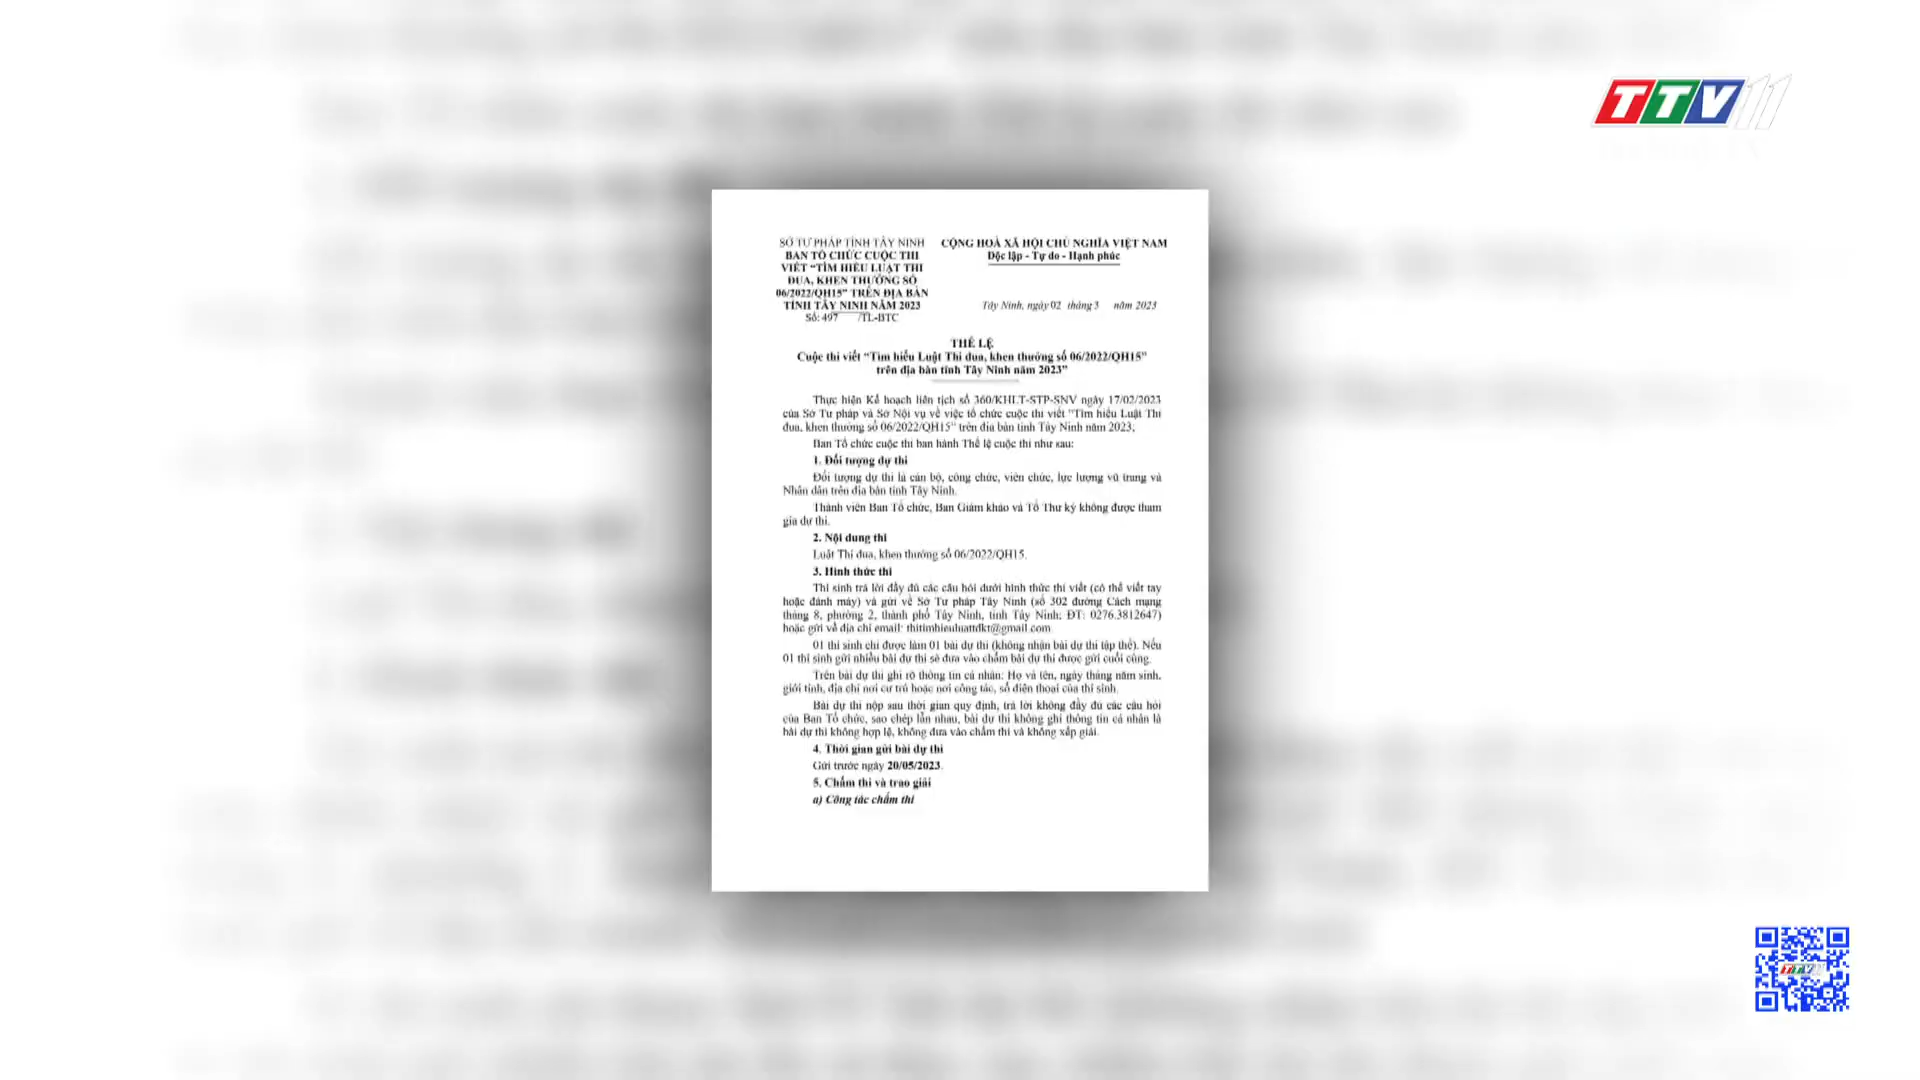 TTV11
SỞ TƯ PHÁP TỈNH TÂY NINH
BAN TỔ CHỨC CUỘC THI
VIẾT “TÌM HIỂU LUẬT THI
ĐUA, KHEN THƯỞNG SỐ
06/2022/QH15” TRÊN ĐỊA BÀN
TỈNH TÂY NINH NĂM 2023
Số: 497 /TL-BTC
CỘNG HOÀ XÃ HỘI CHỦ NGHĨA VIỆT NAM
Độc lập - Tự do - Hạnh phúc
Tây Ninh, ngày 02 tháng 3 năm 2023
THỂ LỆ
Cuộc thi viết “Tìm hiểu Luật Thi đua, khen thưởng số 06/2022/QH15”
trên địa bàn tỉnh Tây Ninh năm 2023”
Thực hiện Kế hoạch liên tịch số 360/KHLT-STP-SNV ngày 17/02/2023
của Sở Tư pháp và Sở Nội vụ về việc tổ chức cuộc thi viết “Tìm hiểu Luật Thi
đua, khen thưởng số 06/2022/QH15” trên địa bàn tỉnh Tây Ninh năm 2023;
Ban Tổ chức cuộc thi ban hành Thể lệ cuộc thi như sau:
1. Đối tượng dự thi
Đối tượng dự thi là cán bộ, công chức, viên chức, lực lượng vũ trang và
Nhân dân trên địa bàn tỉnh Tây Ninh.
Thành viên Ban Tổ chức, Ban Giám khảo và Tổ Thư ký không được tham
gia dự thi.
2. Nội dung thi
Luật Thi đua, khen thưởng số 06/2022/QH15.
3. Hình thức thi
Thí sinh trả lời đầy đủ các câu hỏi dưới hình thức thi viết (có thể viết tay
hoặc đánh máy) và gửi về Sở Tư pháp Tây Ninh (số 302 đường Cách mạng
tháng 8, phường 2, thành phố Tây Ninh, tỉnh Tây Ninh; ĐT: 0276.3812647)
hoặc gửi về địa chỉ email: thitimhieuluattdkt@gmail.com.
01 thí sinh chỉ được làm 01 bài dự thi (không nhận bài dự thi tập thể). Nếu
01 thí sinh gửi nhiều bài dự thi sẽ đưa vào chấm bài dự thi được gửi cuối cùng.
Trên bài dự thi ghi rõ thông tin cá nhân: Họ và tên, ngày tháng năm sinh,
giới tính, địa chỉ nơi cư trú hoặc nơi công tác, số điện thoại của thí sinh.
Bài dự thi nộp sau thời gian quy định, trả lời không đầy đủ các câu hỏi
của Ban Tổ chức, sao chép lẫn nhau, bài dự thi không ghi thông tin cá nhân là
bài dự thi không hợp lệ, không đưa vào chấm thi và không xếp giải.
4. Thời gian gửi bài dự thi
Gửi trước ngày 20/05/2023.
5. Chấm thi và trao giải
a) Công tác chấm thi
TTV11